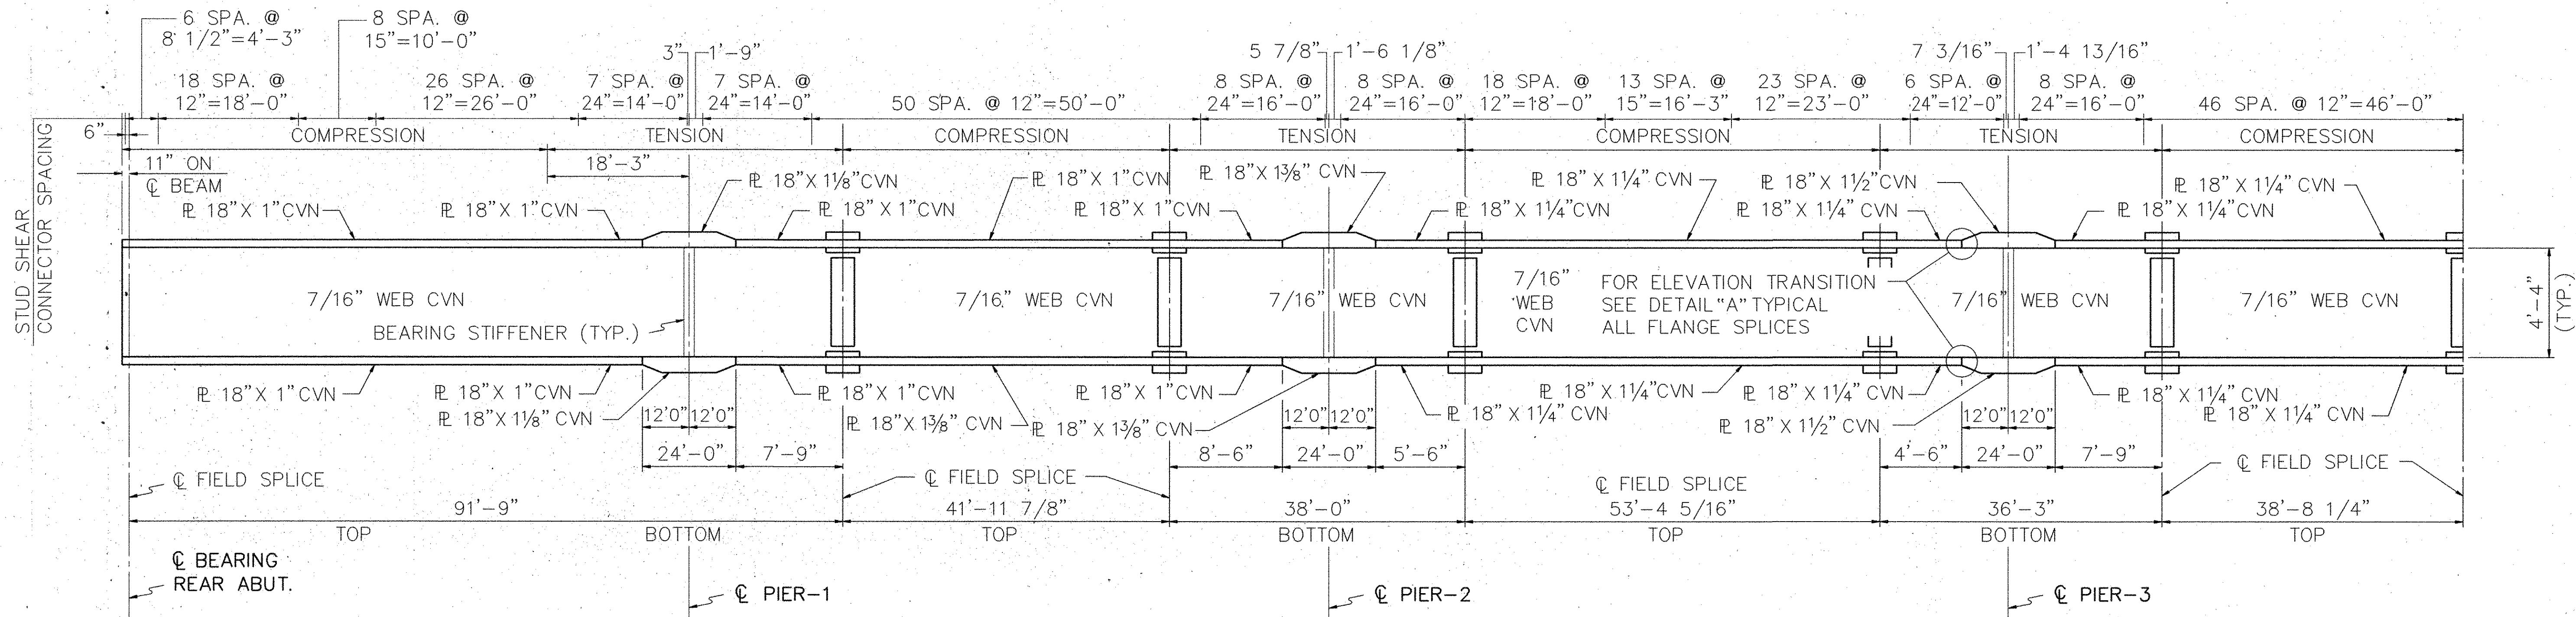 6 SPA. @
8 1/2"=4'-3"
8 SPA. @
15"=10'-0"
18 SPA. @
12"=18'-0"
26 SPA. @
12"=26'-0"
7 SPA. @
24"=14'-0"
3"
1'-9"
7 SPA. @
24"=14'-0"
50 SPA. @ 12"=50'-0"
5 7/8"
1'-6 1/8"
8 SPA. @
24"=16'-0"
8 SPA. @
24"=16'-0"
18 SPA. @
12"=18'-0"
13 SPA. @
15"=16'-3"
23 SPA. @
12"=23'-0"
7 3/16"
1'-4 13/16"
6 SPA. @
24"=12'-0"
8 SPA. @
24"=16'-0"
46 SPA. @ 12"=46'-0"
STUD SHEAR
CONNECTOR SPACING
6"
COMPRESSION
TENSION
COMPRESSION
TENSION
COMPRESSION
TENSION
COMPRESSION
11" ON
℄ BEAM
18'-3"
℄ 18"X 1"CVN
℄ 18"X 1"CVN
℄ 18"X 1⅛"CVN
℄ 18"X 1"CVN
℄ 18"X 1"CVN
℄ 18"X 1"CVN
℄ 18"X 1⅜" CVN
℄ 18"X 1¼"CVN
℄ 18"X 1¼" CVN
℄ 18"X 1½"CVN
℄ 18"X 1¼" CVN
℄ 18"X 1¼" CVN
℄ 18"X 1¼" CVN
7/16" WEB CVN
BEARING STIFFENER (TYP.)
7/16" WEB CVN
7/16" WEB CVN
7/16"
WEB
CVN
FOR ELEVATION TRANSITION
SEE DETAIL "A" TYPICAL
ALL FLANGE SPLICES
7/16" WEB CVN
7/16" WEB CVN
4'-4"
(TYP.)
℄ 18"X 1"CVN
℄ 18"X 1"CVN
℄ 18"X 1⅛" CVN
℄ 18"X 1"CVN
℄ 18"X 1⅜" CVN
℄ 18"X 1"CVN
℄ 18"X 1⅜" CVN
℄ 18"X 1¼" CVN
℄ 18"X 1¼"CVN
℄ 18"X 1¼" CVN
℄ 18"X 1½" CVN
℄ 18"X 1¼" CVN
℄ 18"X 1¼" CVN
12'0"
12'0"
12'0"
12'0"
12'0"
12'0"
24'-0"
7'-9"
8'-6"
24'-0"
5'-6"
4'-6"
24'-0"
7'-9"
℄ FIELD SPLICE
℄ FIELD SPLICE
℄ FIELD SPLICE
℄ FIELD SPLICE
91'-9"
41'-11 7/8"
38'-0"
53'-4 5/16"
36'-3"
38'-8 1/4"
TOP
BOTTOM
TOP
BOTTOM
TOP
BOTTOM
TOP
℄ BEARING
REAR ABUT.
℄ PIER-1
℄ PIER-2
℄ PIER-3